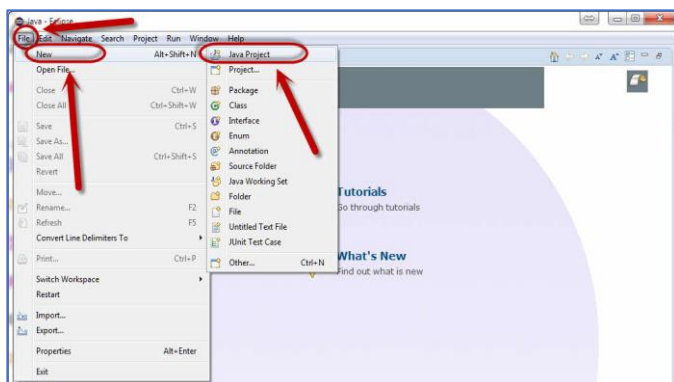 Java - Eclipse
File Edit Navigate Search Project Run Window Help
New Alt+Shift+N
Open File...
Close Ctrl+W
Close All Ctrl+Shift+W
Save Ctrl+S
Save As...
Save All Ctrl+Shift+S
Revert
Move...
Rename... F2
Refresh F5
Convert Line Delimiters To
Print... Ctrl+P
Switch Workspace
Restart
Import...
Export...
Properties Alt+Enter
Exit
Java Project
Project...
Package
Class
Interface
Enum
Annotation
Source Folder
Java Working Set
Folder
File
Untitled Text File
JUnit Test Case
Other... Ctrl+N
Tutorials
Go through tutorials
What's New
Find out what is new